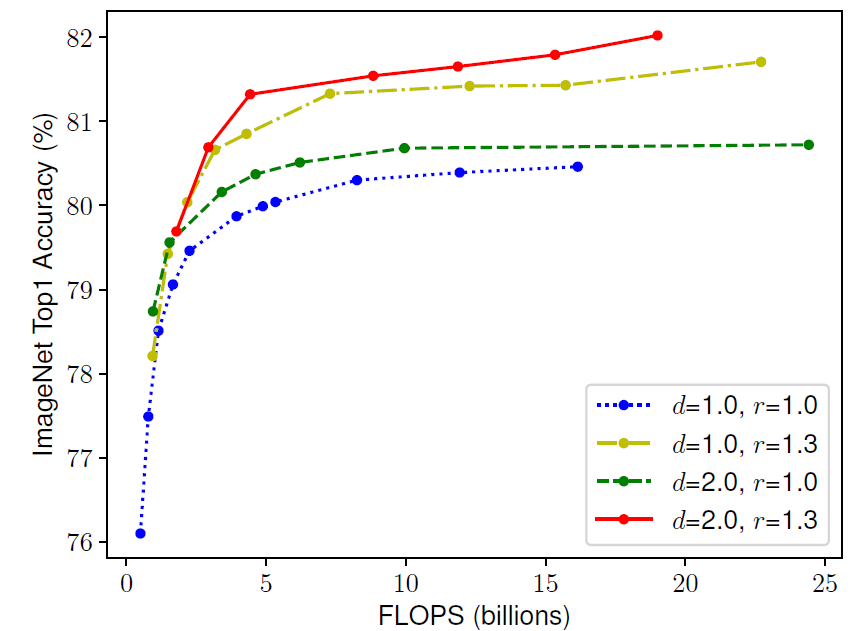 82
81
80
79
78
77
76
ImageNet Top1 Accuracy (%)
d=1.0, r=1.0
d=1.0, r=1.3
d=2.0, r=1.0
d=2.0, r=1.3
0 5 10 15 20 25
FLOPS (billions)